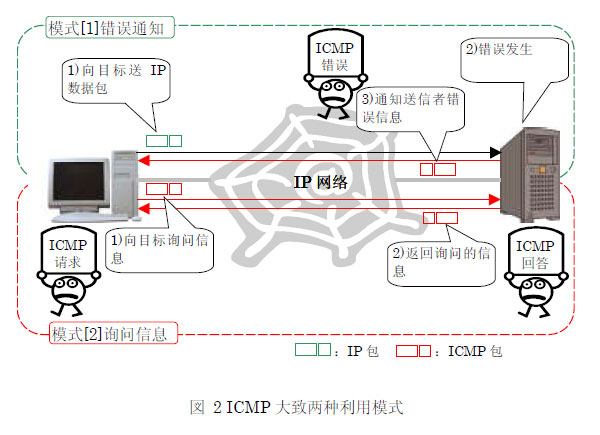 模式[1]错误通知
ICMP
错误
2)错误发生
1)向目标送 IP
数据包
3)通知送信者错
误信息
IP 网络
1)向目标询问信
息
2)返回询问的信
息
ICMP
请求
ICMP
回答
模式[2]询问信息
：IP 包
：ICMP 包
図 2 ICMP 大致两种利用模式